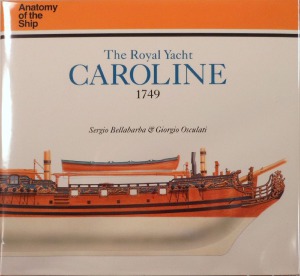 Anatomy
of the
Ship
The Royal Yacht
CAROLINE
1749
Sergio Bellabarba & Giorgio Osculati